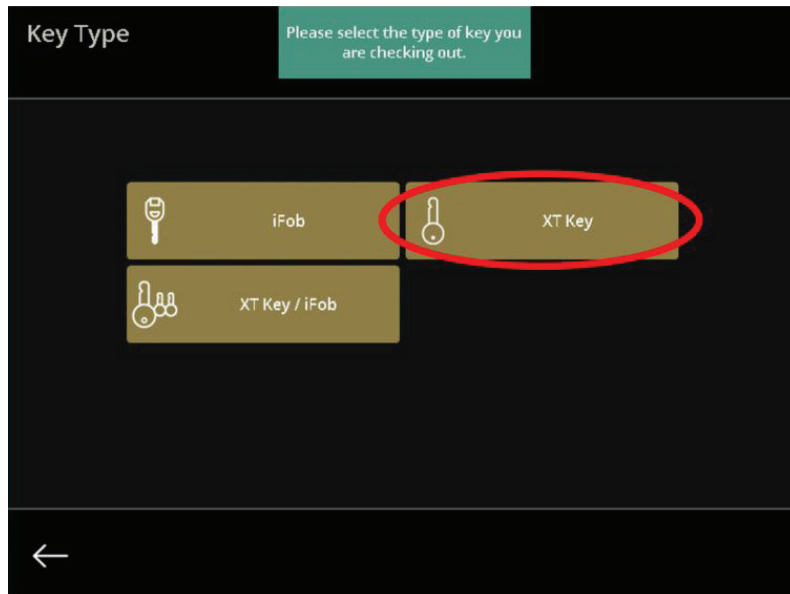 Key Type
Please select the type of key you
are checking out.
iFob
XT Key
XT Key / iFob